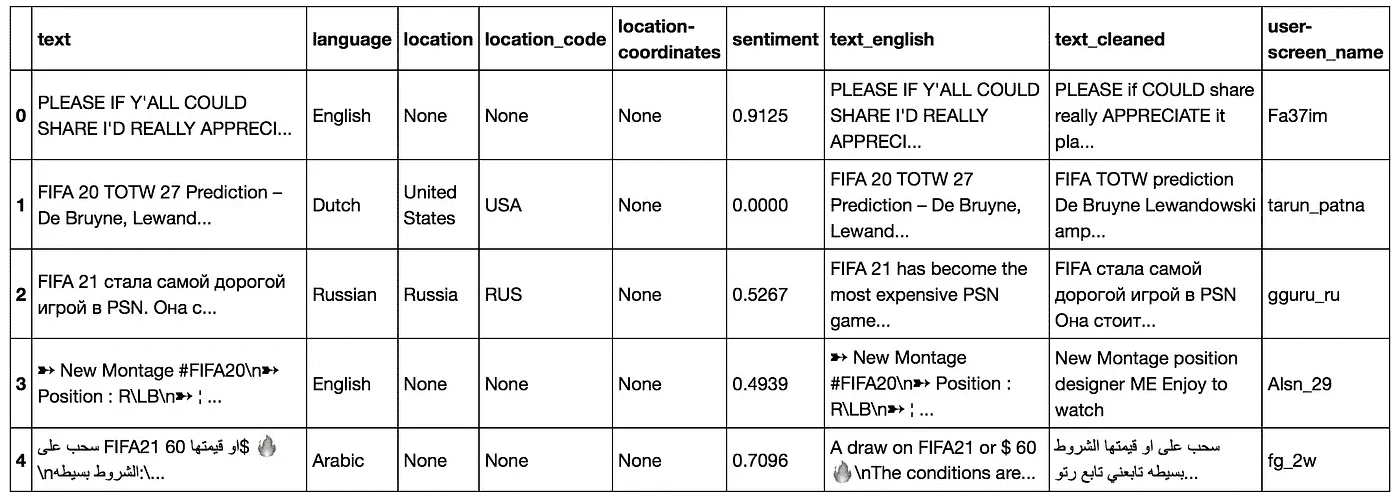 text
language
location
location_code
location-
coordinates
sentiment
text_english
text_cleaned
user-
screen_name
0
PLEASE IF Y'ALL COULD
SHARE I'D REALLY APPRECI...
English
None
None
None
0.9125
PLEASE IF Y'ALL COULD
SHARE I'D REALLY
APPRECI...
PLEASE if COULD share
really APPRECIATE it
pla...
Fa37im
1
FIFA 20 TOTW 27 Prediction –
De Bruyne, Lewand...
Dutch
United
States
USA
None
0.0000
FIFA 20 TOTW 27
Prediction – De Bruyne,
Lewand...
FIFA TOTW prediction
De Bruyne Lewandowski
amp...
tarun_patna
2
FIFA 21 стала самой дорогой
игрой в PSN. Она с...
Russian
Russia
RUS
None
0.5267
FIFA 21 has become the
most expensive PSN
game...
FIFA стала самой
дорогой игрой в PSN
Она стоит...
gguru_ru
3
➽ New Montage #FIFA20\n➽
Position : R\LB\n➽ ¦ ...
English
None
None
None
0.4939
➽ New Montage
#FIFA20\n➽ Position :
R\LB\n➽ ¦ ...
New Montage position
designer ME Enjoy to
watch
Alsn_29
4
سحب على FIFA21 او قيمتها 60$ 🔥
\nالشروط بسيطه:\...
Arabic
None
None
None
0.7096
A draw on FIFA21 or $ 60
🔥\nThe conditions are...
سحب على او قيمتها الشروط
بسيطه تابعني تابع رتو...
fg_2w